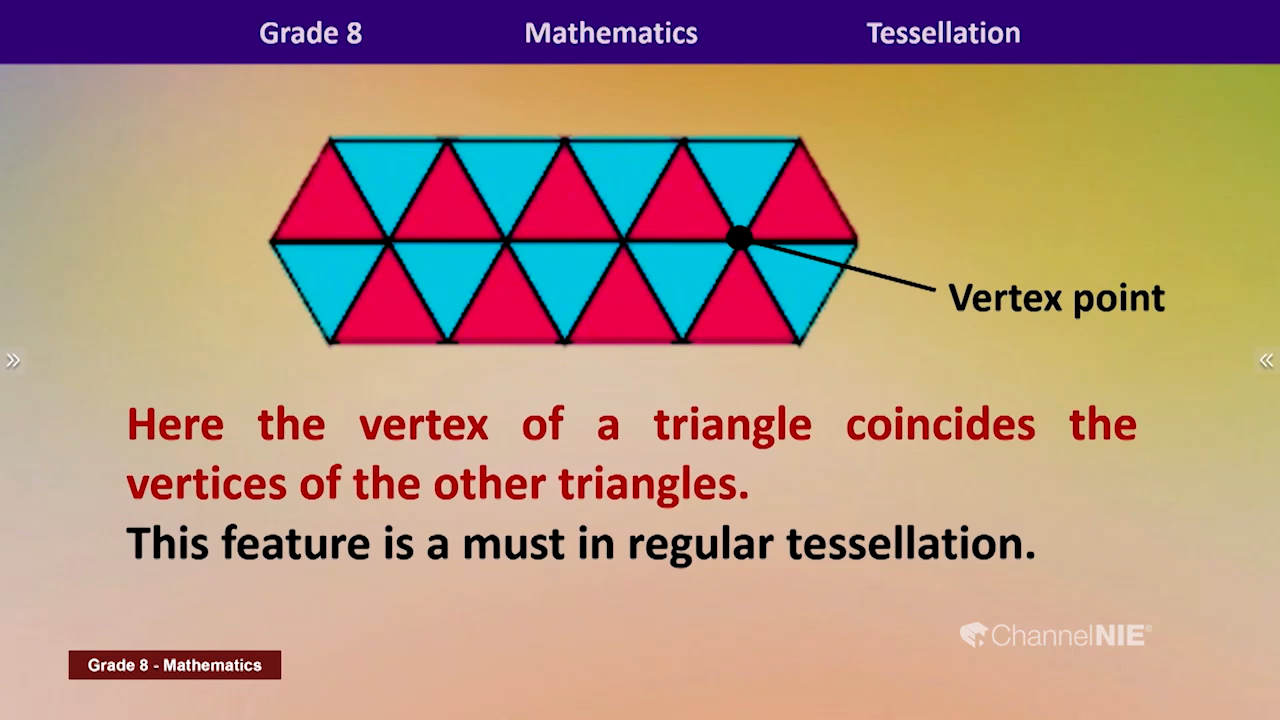 Grade 8 Mathematics Tessellation
Vertex point
Here the vertex of a triangle coincides the
vertices of the other triangles.
This feature is a must in regular tessellation.
ChannelNIE®
Grade 8 - Mathematics